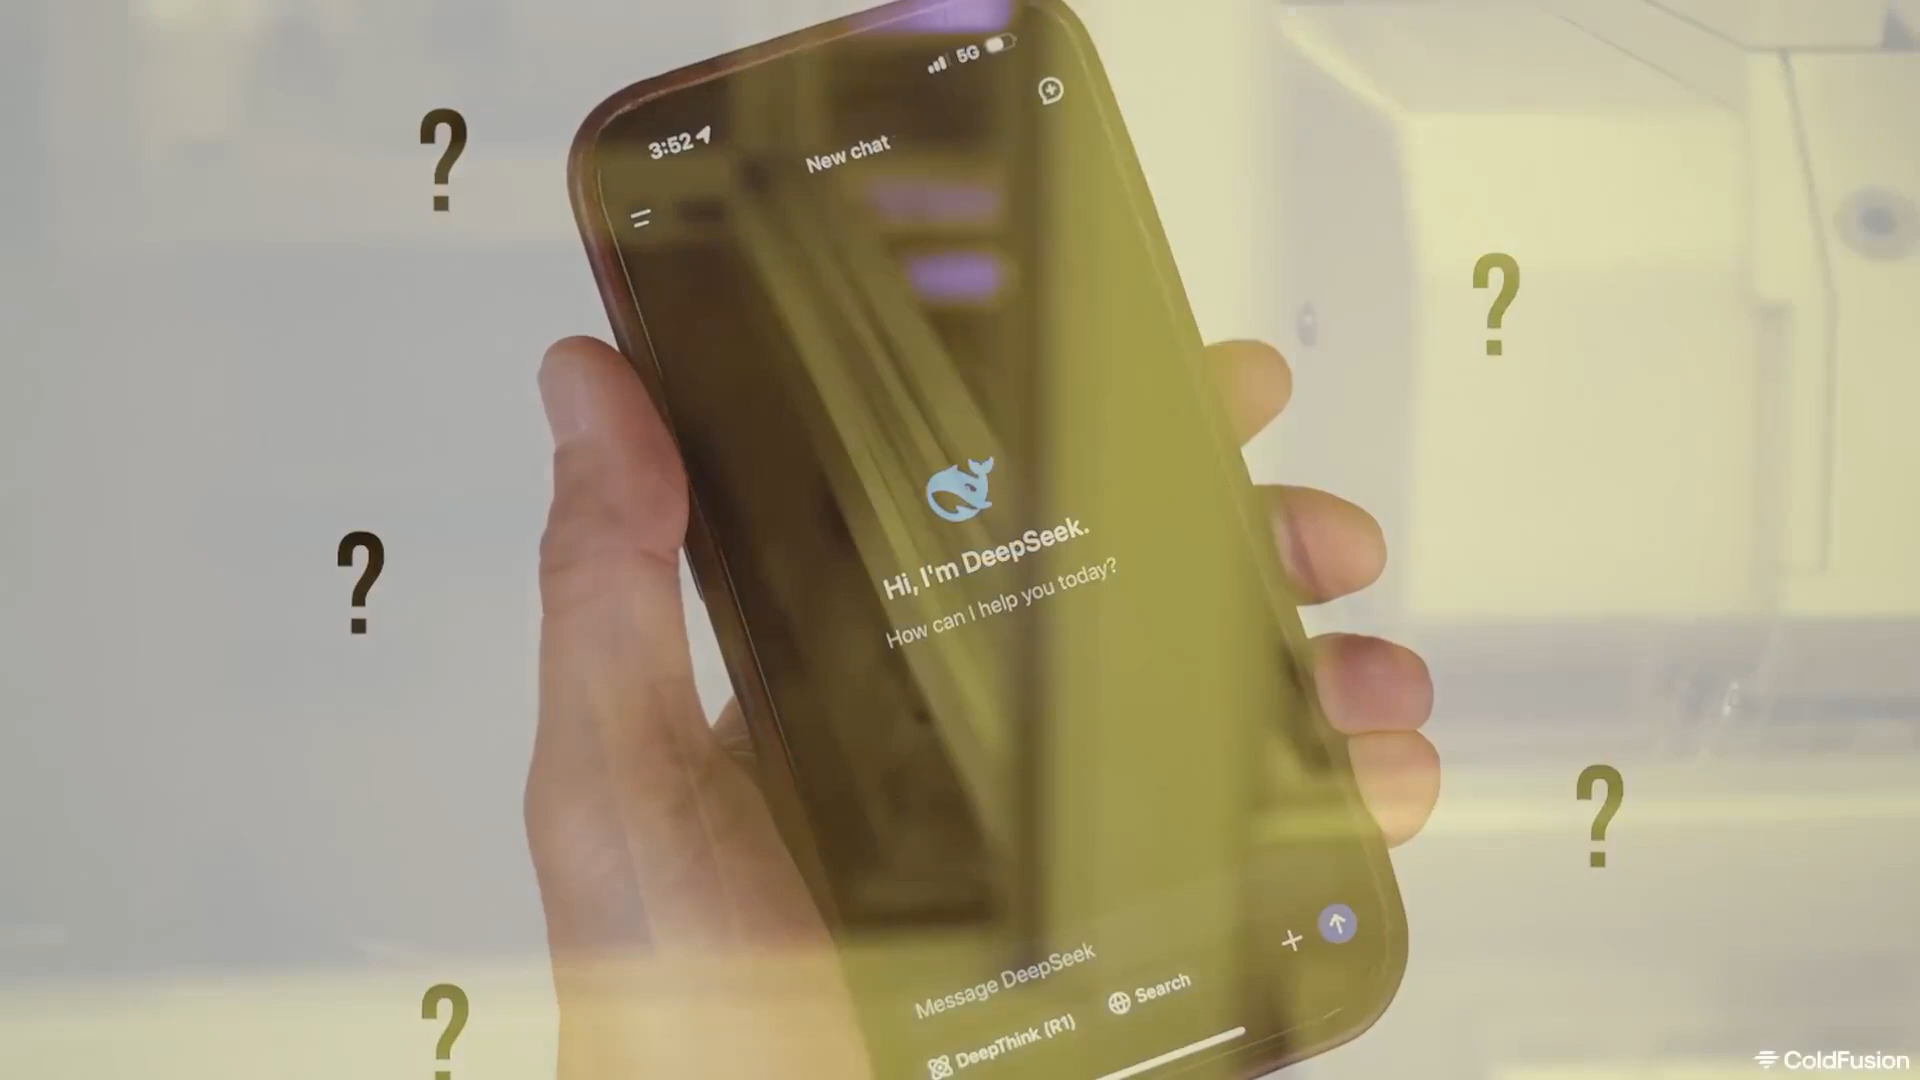 5G
3:52
New chat
?
?
?
?
?
Hi, I'm DeepSeek.
How can I help you today?
Message DeepSeek
DeepThink (R1)
Search
ColdFusion